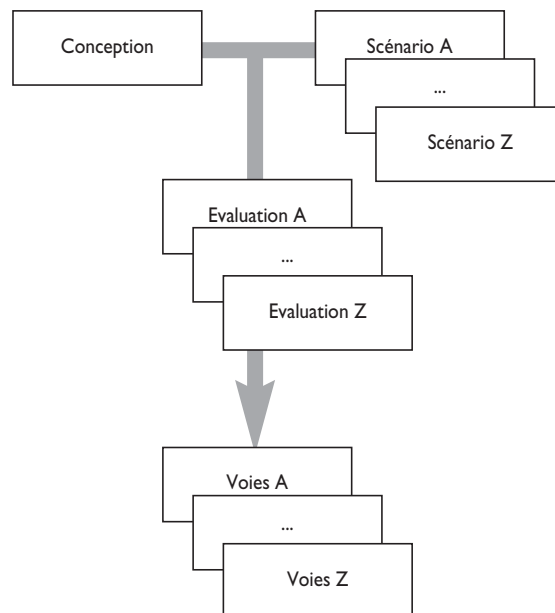 Conception
Scénario A
...
Scénario Z
Evaluation A
...
Evaluation Z
Voies A
...
Voies Z